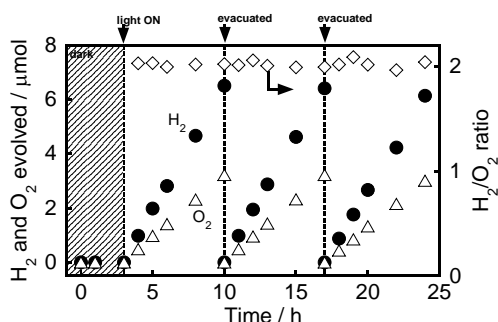 light ON
evacuated
evacuated
dark
H2 and O2 evolved / μmol
8
6
4
2
0
H2
O2
2
1
0
H2/O2 ratio
0
5
10
15
20
25
Time / h